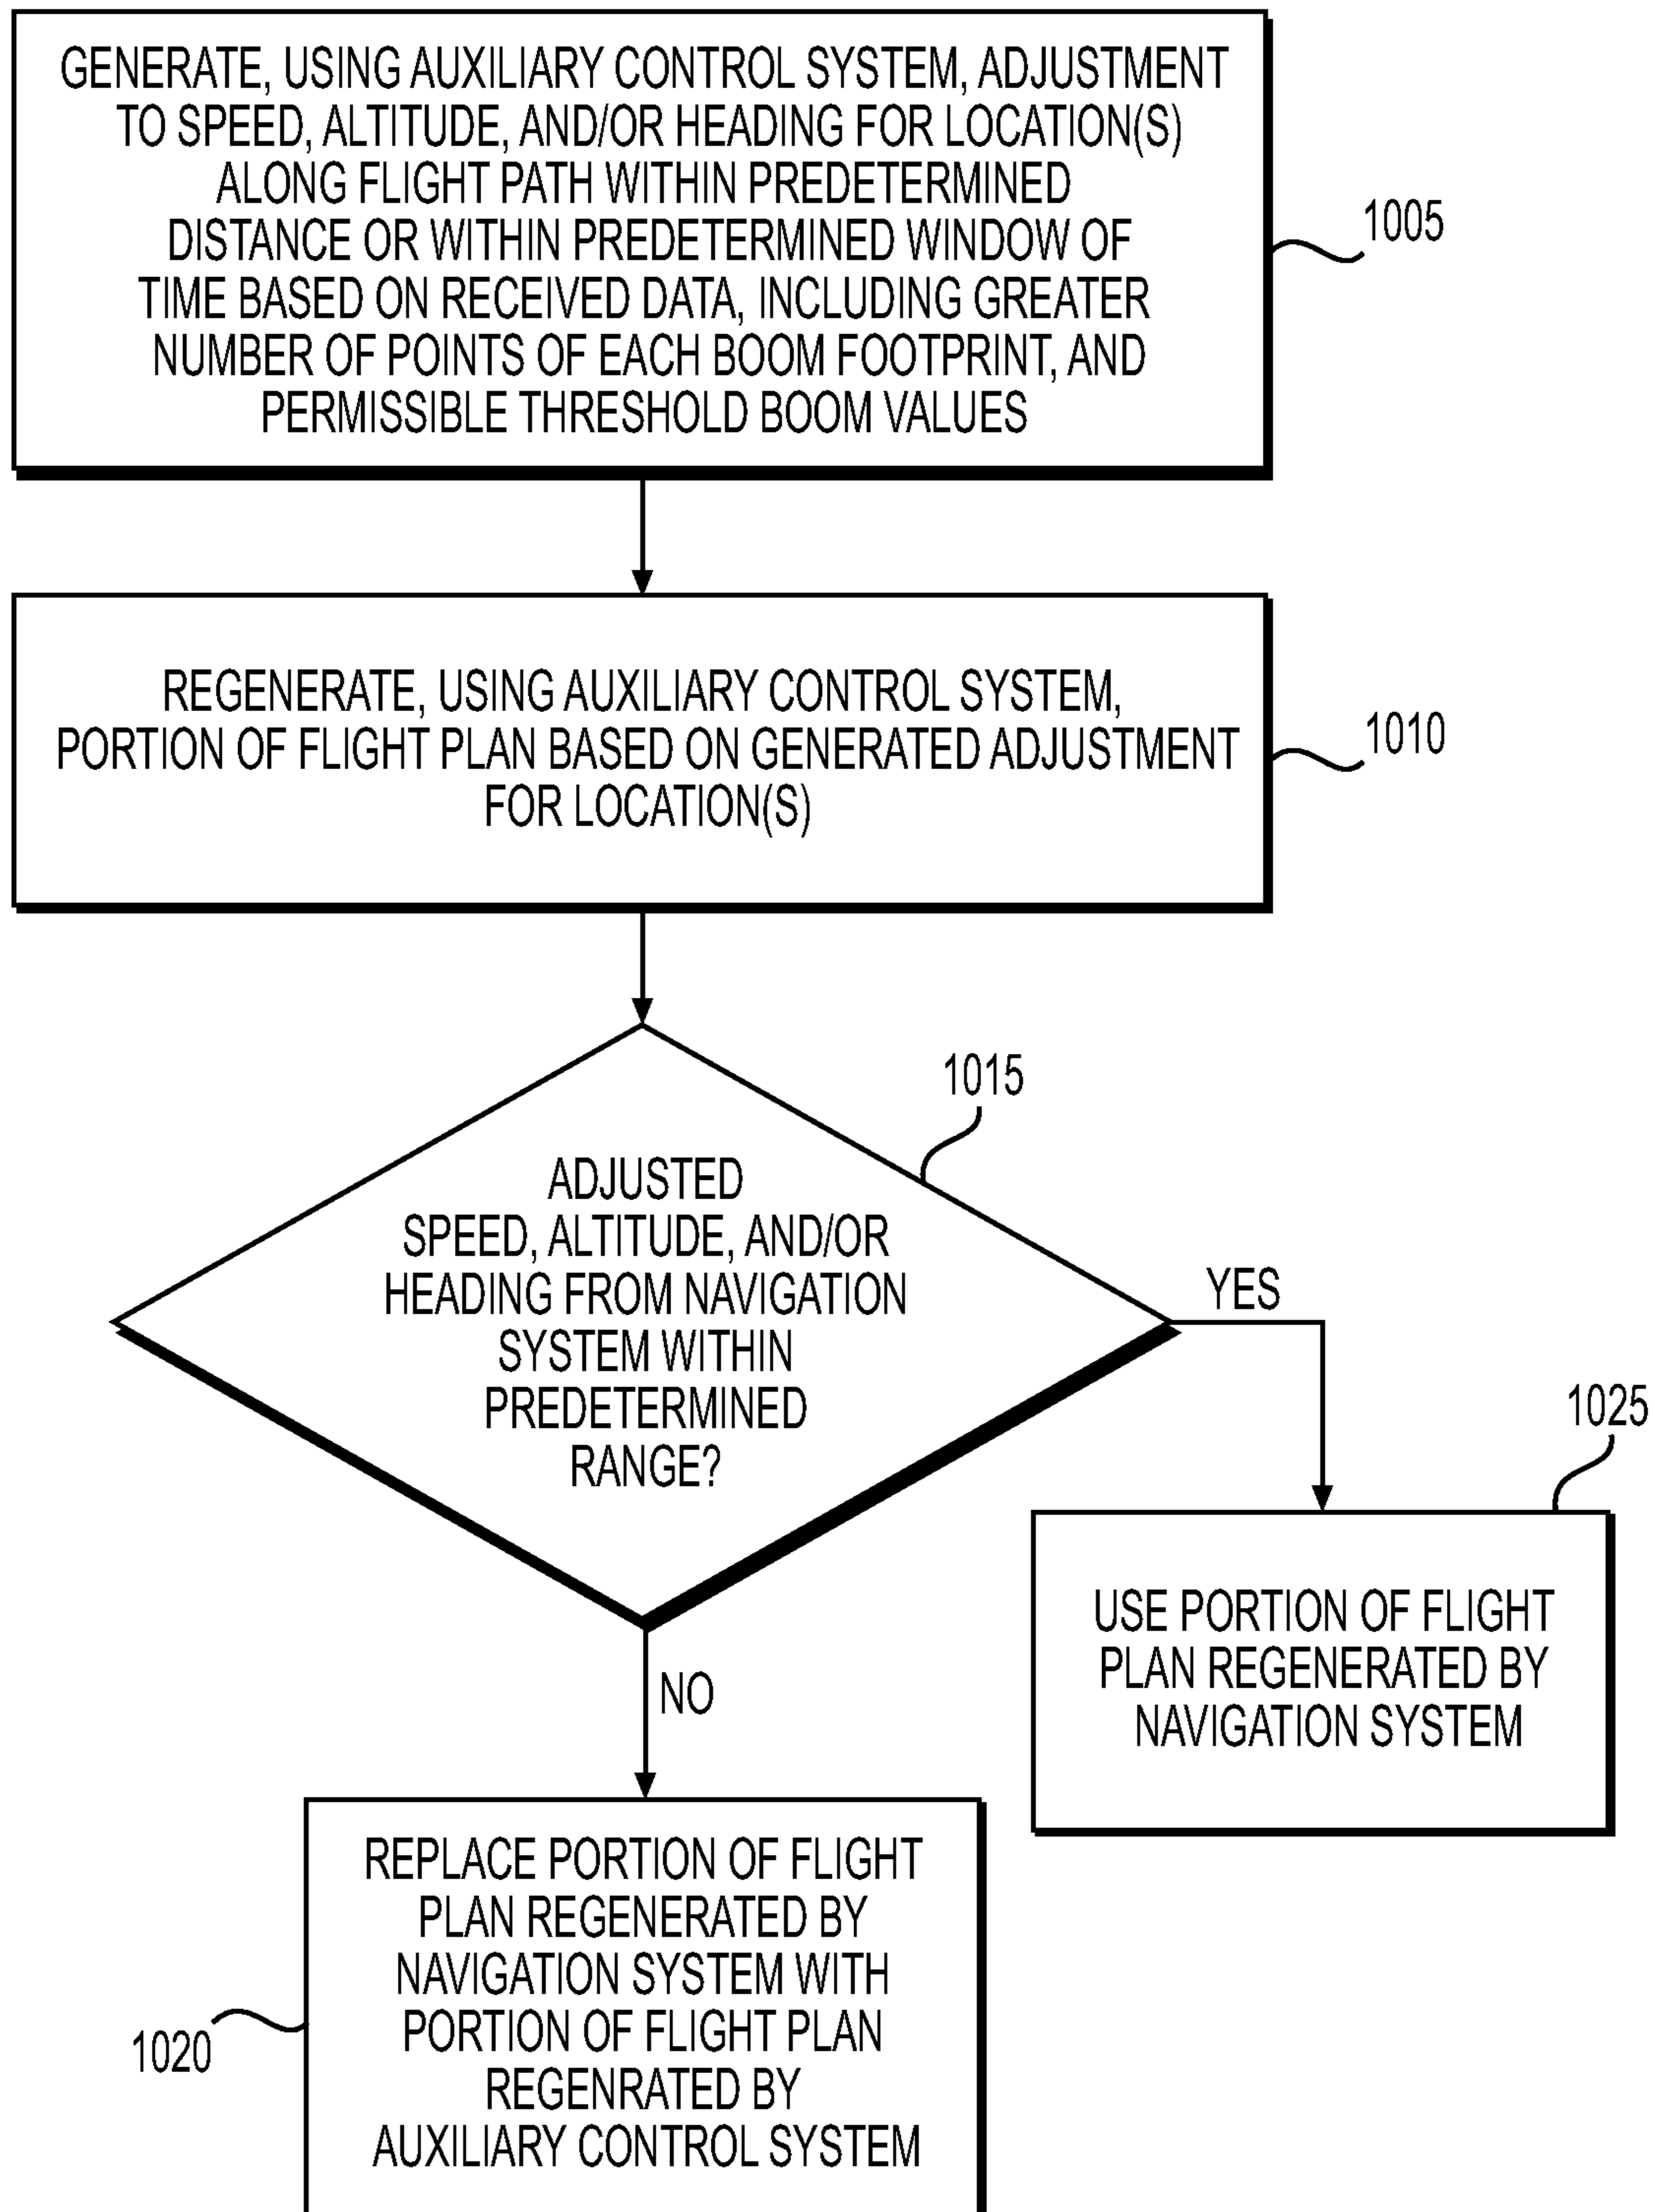 GENERATE, USING AUXILIARY CONTROL SYSTEM, ADJUSTMENT
TO SPEED, ALTITUDE, AND/OR HEADING FOR LOCATION(S)
ALONG FLIGHT PATH WITHIN PREDETERMINED
DISTANCE OR WITHIN PREDETERMINED WINDOW OF
TIME BASED ON RECEIVED DATA, INCLUDING GREATER
NUMBER OF POINTS OF EACH BOOM FOOTPRINT, AND
PERMISSIBLE THRESHOLD BOOM VALUES
1005
REGENERATE, USING AUXILIARY CONTROL SYSTEM,
PORTION OF FLIGHT PLAN BASED ON GENERATED ADJUSTMENT
FOR LOCATION(S)
1010
1015
ADJUSTED
SPEED, ALTITUDE, AND/OR
HEADING FROM NAVIGATION
SYSTEM WITHIN
PREDETERMINED
RANGE?
YES
1025
USE PORTION OF FLIGHT
PLAN REGENERATED BY
NAVIGATION SYSTEM
NO
REPLACE PORTION OF FLIGHT
PLAN REGENERATED BY
NAVIGATION SYSTEM WITH
PORTION OF FLIGHT PLAN
REGENRATED BY
AUXILIARY CONTROL SYSTEM
1020